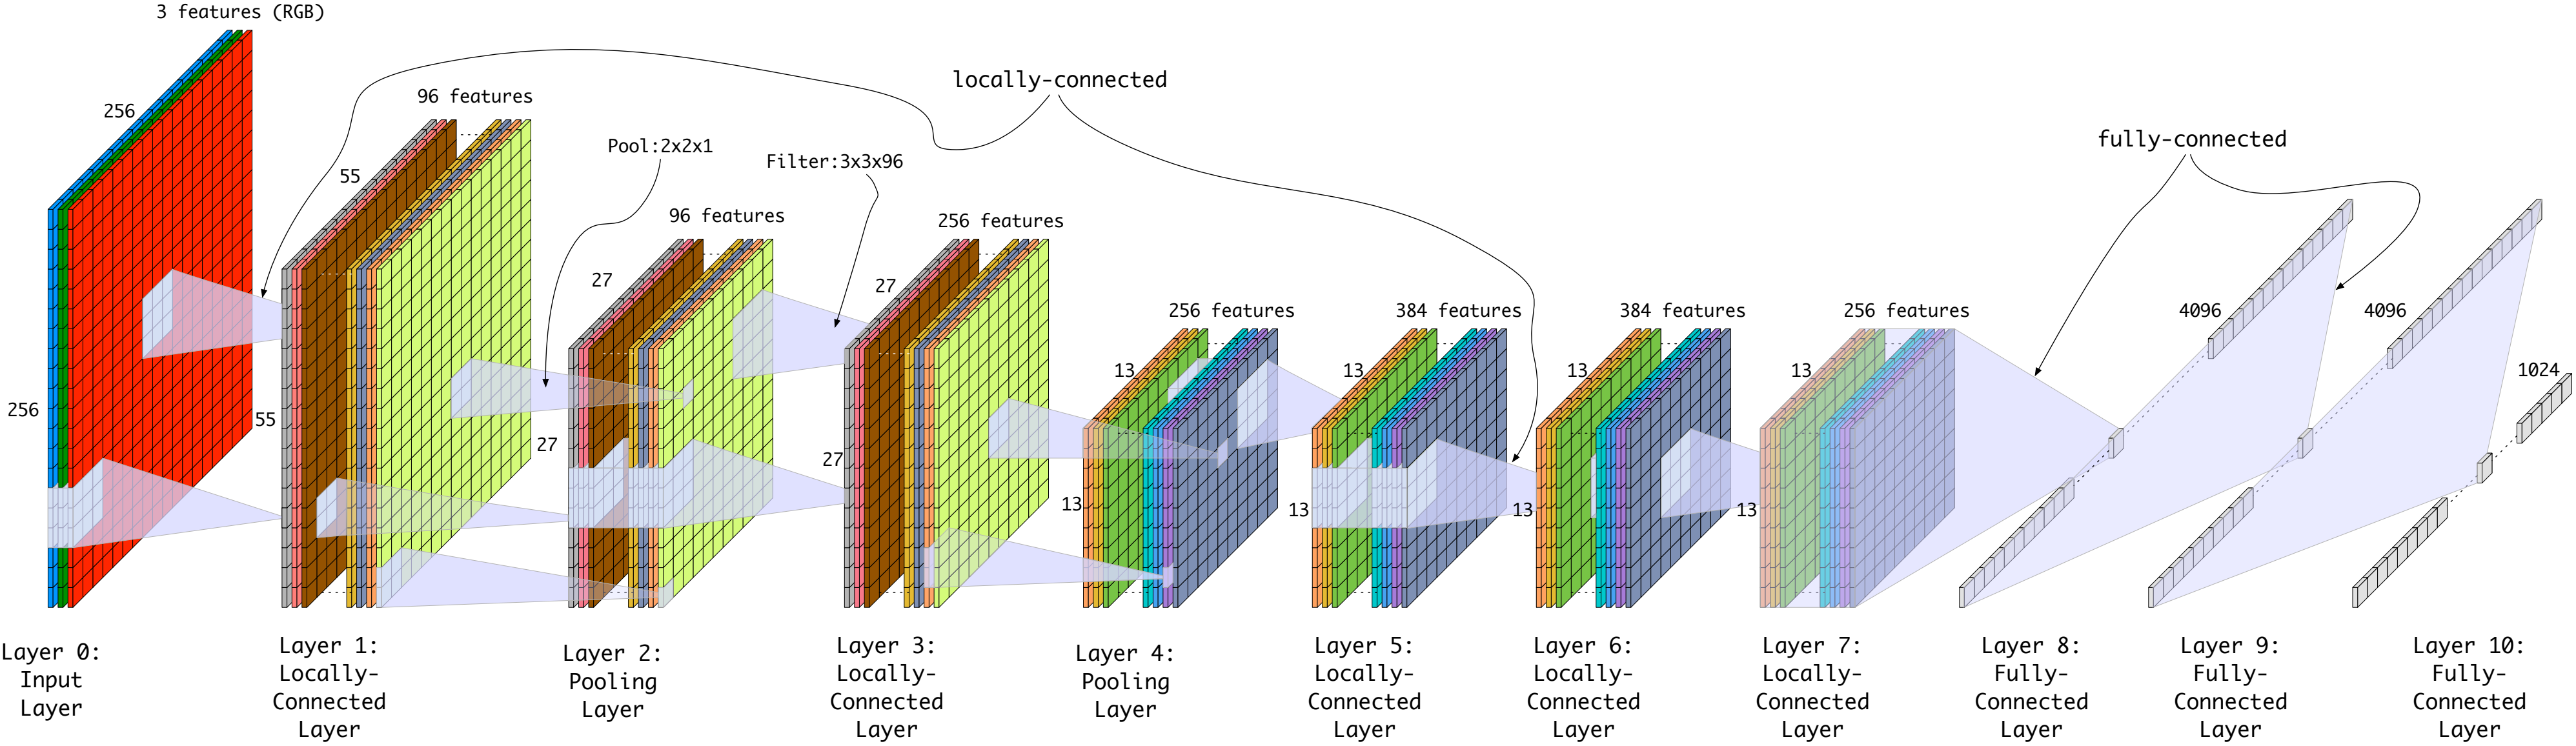 3 features (RGB)
256
256
96 features
55
55
Pool:2x2x1
96 features
27
27
Filter:3x3x96
256 features
27
27
locally-connected
256 features
13
13
384 features
13
13
384 features
13
13
256 features
13
13
fully-connected
4096
4096
1024
Layer 0:
Input
Layer
Layer 1:
Locally-
Connected
Layer
Layer 2:
Pooling
Layer
Layer 3:
Locally-
Connected
Layer
Layer 4:
Pooling
Layer
Layer 5:
Locally-
Connected
Layer
Layer 6:
Locally-
Connected
Layer
Layer 7:
Locally-
Connected
Layer
Layer 8:
Fully-
Connected
Layer
Layer 9:
Fully-
Connected
Layer
Layer 10:
Fully-
Connected
Layer